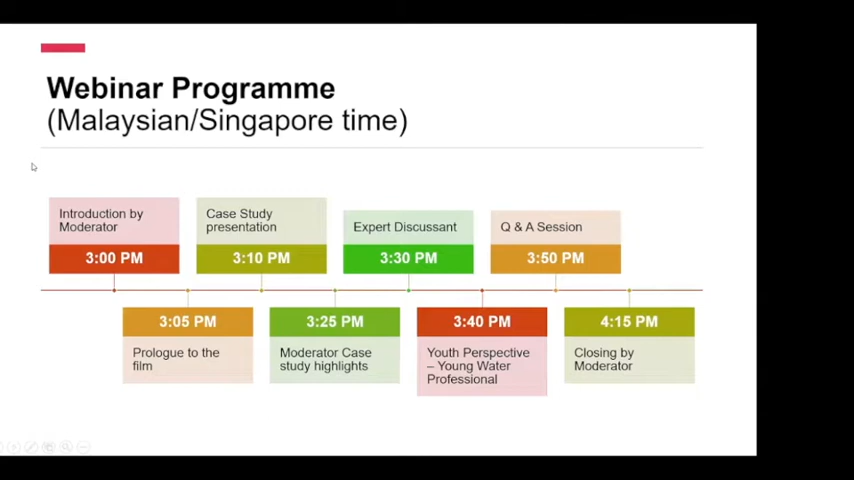 Webinar Programme
(Malaysian/Singapore time)
Introduction by
Moderator
3:00 PM
3:05 PM
Prologue to the
film
Case Study
presentation
3:10 PM
3:25 PM
Moderator Case
study highlights
Expert Discussant
3:30 PM
3:40 PM
Youth Perspective
– Young Water
Professional
Q & A Session
3:50 PM
4:15 PM
Closing by
Moderator